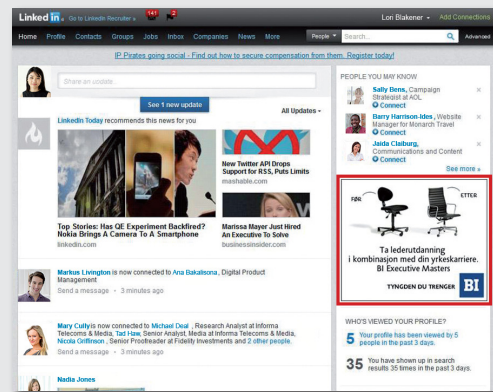 Linked in Go to LinkedIn Recruiter » 141 2 Lori Blakener Add Connections
Home Profile Contacts Groups Jobs Inbox Companies News More People Search... Advanced
IP Pirates going social - Find out how to secure compensation from them. Register today!
Share an update...
See 1 new update
All Updates
LinkedIn Today recommends this news for you
New Twitter API Drops
Support for RSS, Puts Limits
mashable.com
Top Stories: Has QE Experiment Backfired?
Nokia Brings A Camera To A Smartphone
linkedin.com
Marissa Mayer Just Hired
An Executive To Solve
businessinsider.com
Markus Livington is now connected to Ana Bakalisona, Digital Product
Management
Send a message • 3 minutes ago
Mary Cully is now connected to Michael Deal , Research Analyst at Informa
Telecoms & Media, Tad Haw, Senior Analyst, Media at Informa Telecoms & Media,
Nicola Griffinson , Senior Proofreader at Fidelity Investments and 2 other people.
Send a message • 3 minutes ago
Nadia Jones
PEOPLE YOU MAY KNOW
Sally Bens, Campaign
Strategist at AOL
Connect
Barry Harrison-Ides, Website
Manager for Monarch Travel
Connect
Jaida Claiburg,
Communications and Content
Connect
See more »
FØR
ETTER
Ta lederutdanning
i kombinasjon med din yrkeskarriere.
BI Executive Masters
TYNGDEN DU TRENGER BI
WHO'S VIEWED YOUR PROFILE?
5 Your profile has been viewed by 5
people in the past 3 days.
35 You have shown up in search
results 35 times in the past 3 days.